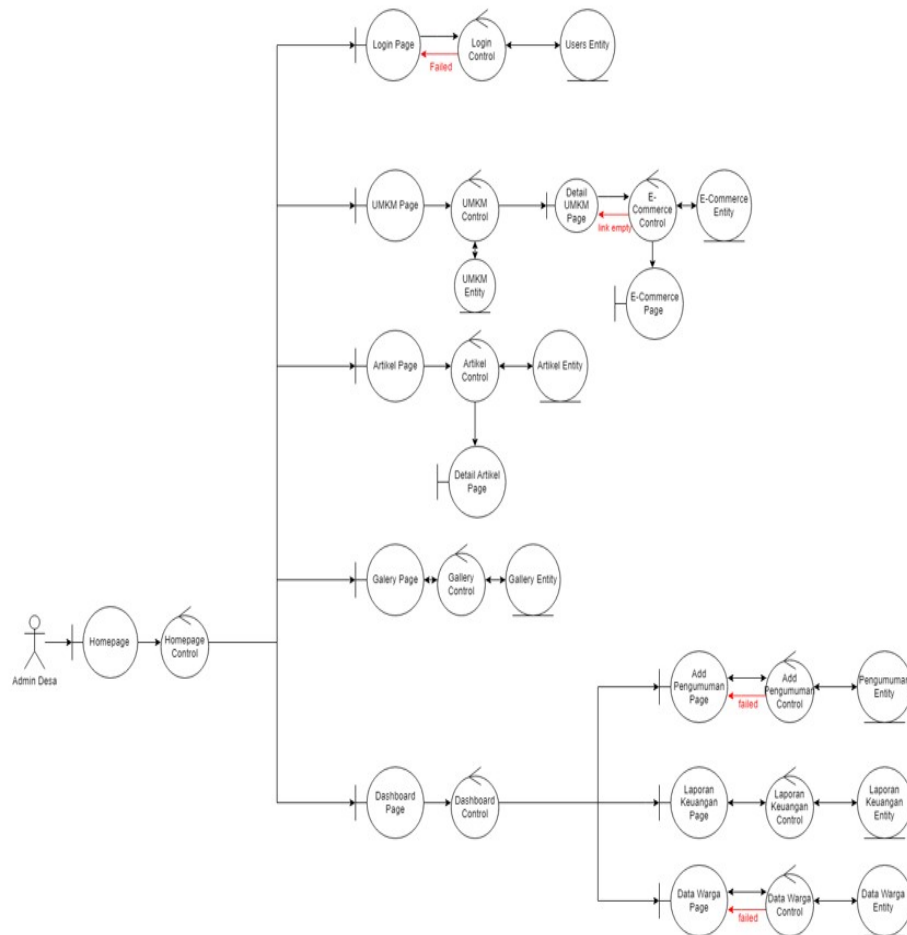 Login Page
Login
Control
Failed
Users Entity
UMKM Page
UMKM
Control
Detail
UMKM
Page
link empty
E-
Commerce
Control
E-Commerce
Entity
UMKM
Entity
E-Commerce
Page
Artikel Page
Artikel
Control
Artikel Entity
Detail Artikel
Page
Galery Page
Gallery
Control
Gallery Entity
Admin Desa
Homepage
Homepage
Control
Add
Pengumuman
Page
failed
Add
Pengumuman
Control
Pengumuman
Entity
Dashboard
Page
Dashboard
Control
Laporan
Keuangan
Page
Laporan
Keuangan
Control
Laporan
Keuangan
Entity
Data Warga
Page
failed
Data Warga
Control
Data Warga
Entity